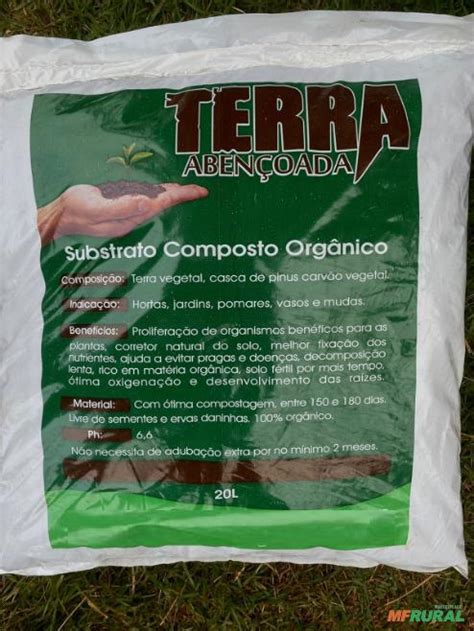 TERRA
ABENÇOADA
Substrato Composto Orgânico
Composição: Terra vegetal, casca de pinus carvão vegetal.
Indicação: Hortas, jardins, pomares, vasos e mudas.
Benefícios: Proliferação de organismos benéficos para as
plantas, corretor natural do solo, melhor fixação dos
nutrientes, ajuda a evitar pragas e doenças, decomposição
lenta, rico em matéria orgânica, solo fértil por mais tempo,
ótima oxigenação e desenvolvimento das raízes.
Material: Com ótima compostagem, entre 150 e 180 dias.
Livre de sementes e ervas daninhas. 100% orgânico.
Ph: 6,6
Não necessita de adubação extra por no mínimo 2 meses.
20L
MFRURAL